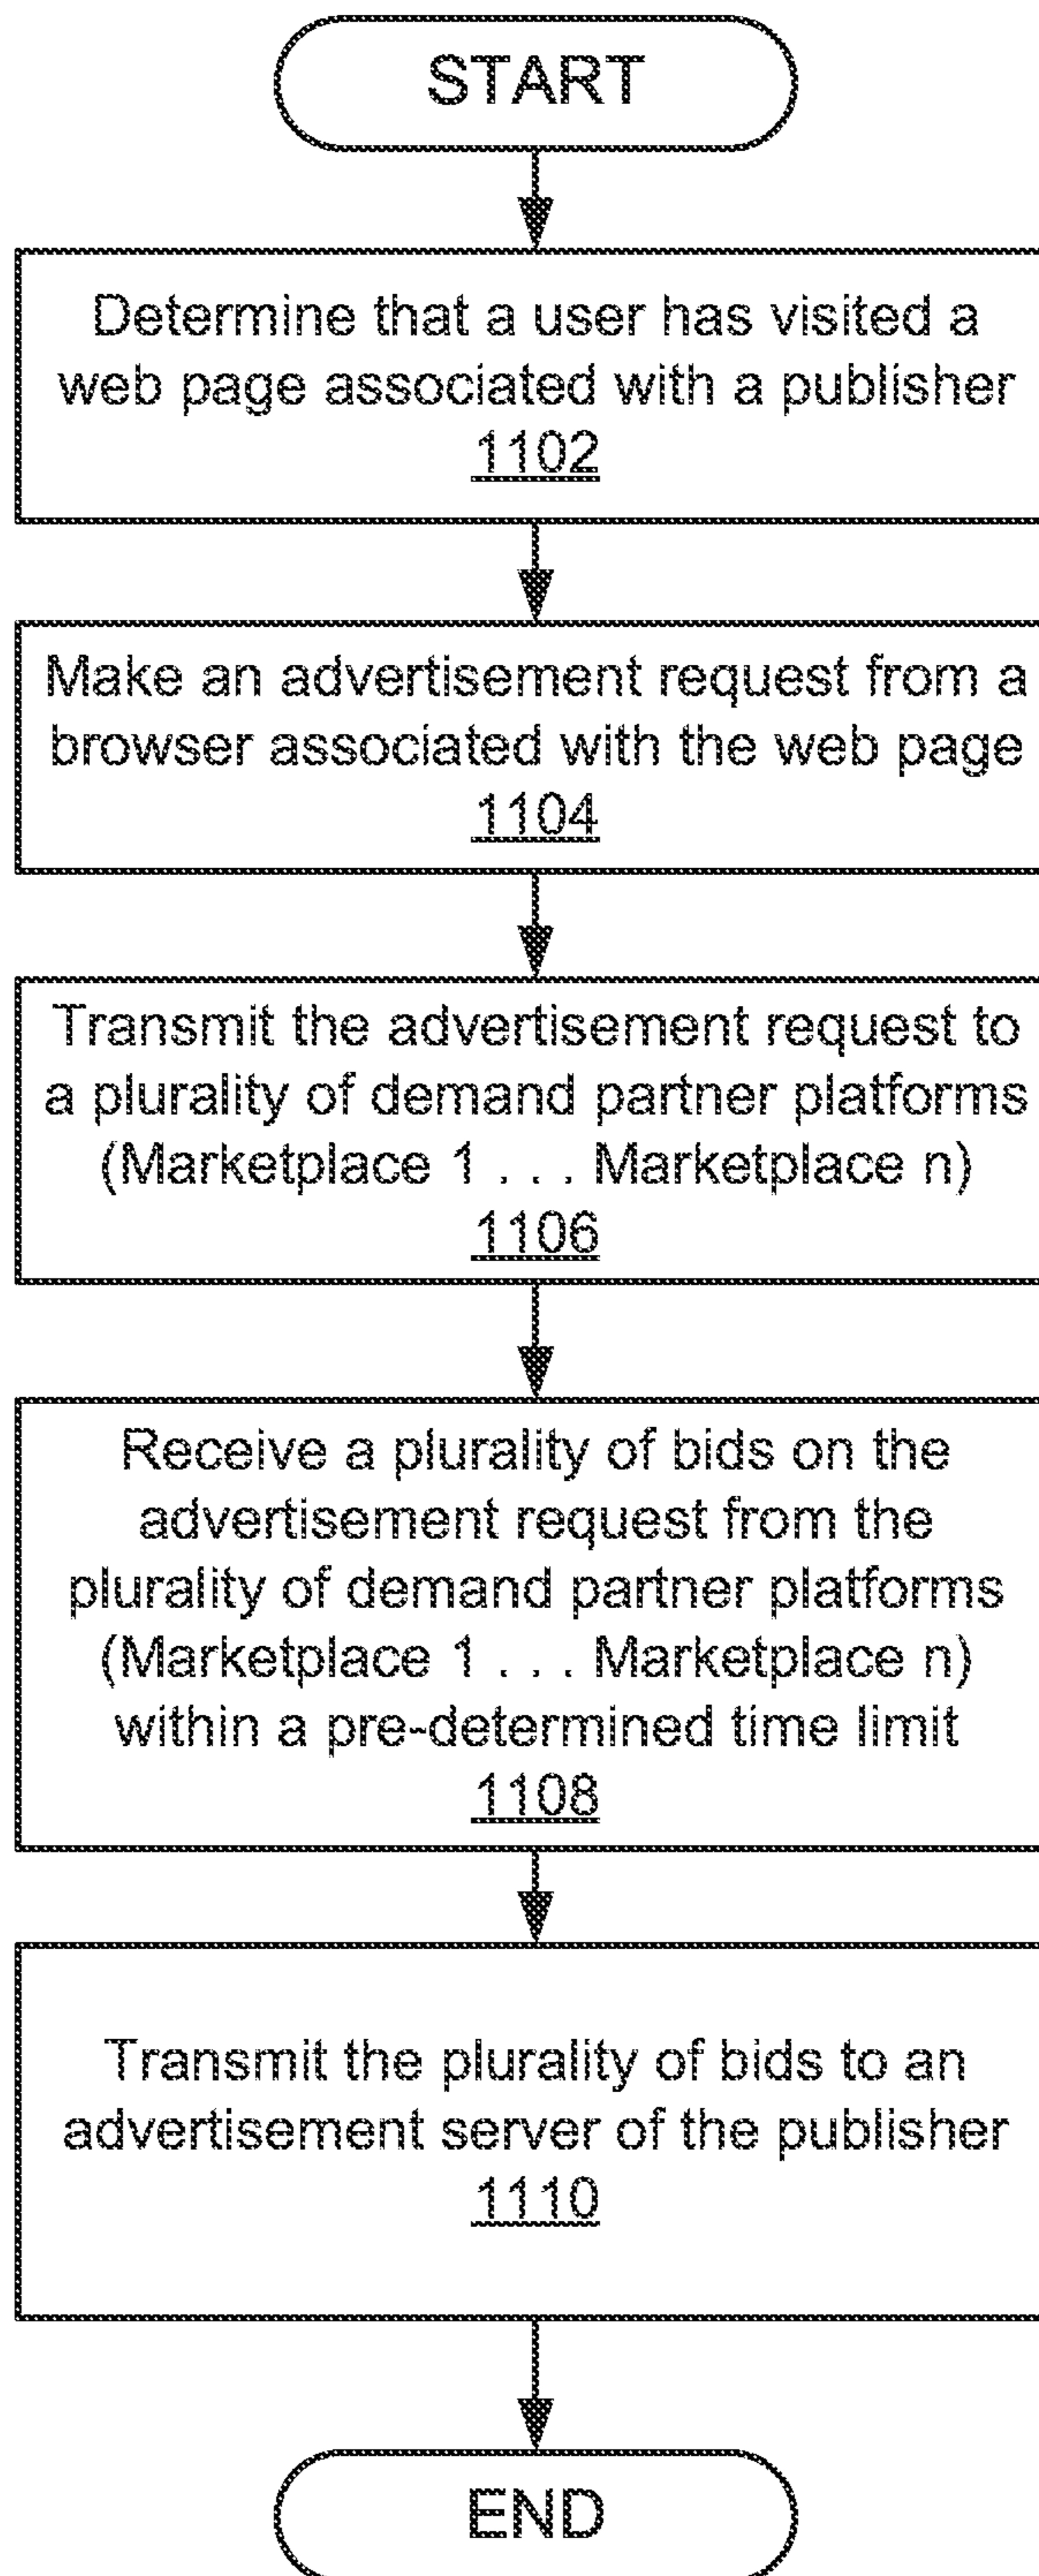 START
Determine that a user has visited a
web page associated with a publisher
1102
Make an advertisement request from a
browser associated with the web page
1104
Transmit the advertisement request to
a plurality of demand partner platforms
(Marketplace 1 . . . Marketplace n)
1106
Receive a plurality of bids on the
advertisement request from the
plurality of demand partner platforms
(Marketplace 1 . . . Marketplace n)
within a pre-determined time limit
1108
Transmit the plurality of bids to an
advertisement server of the publisher
1110
END